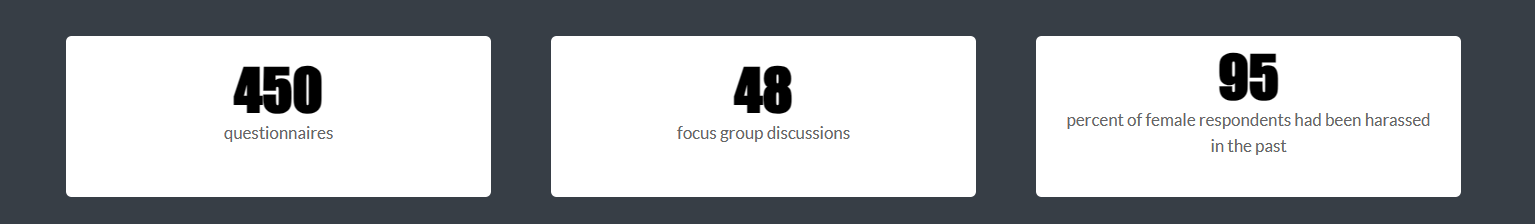 450
questionnaires
48
focus group discussions
95
percent of female respondents had been harassed
in the past